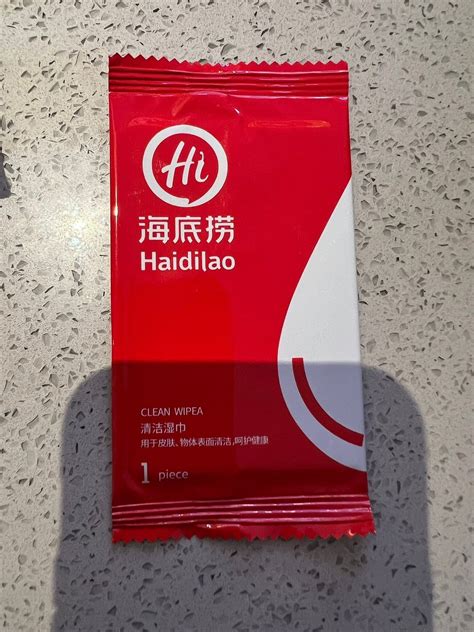 Hi
海底捞
Haidilao
CLEAN WIPEA
清洁湿巾
用于皮肤、物体表面清洁,呵护健康
1 piece